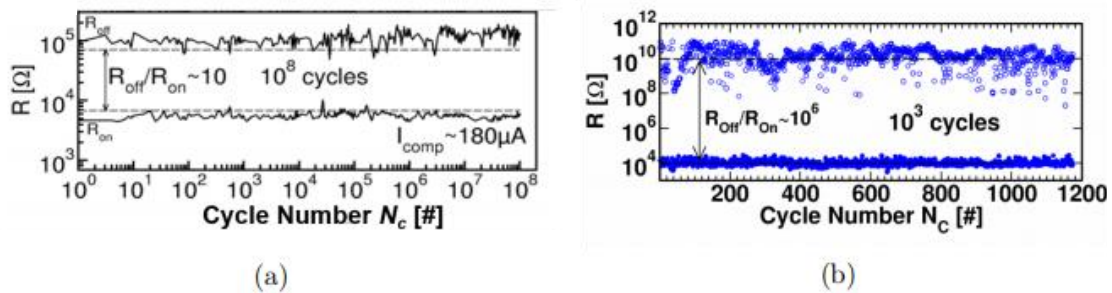 R_off
10^5
R_off/R_on~10 10^8 cycles
R [Ω]
10^4
R_on
I_comp~180μA
10^3
10^0 10^1 10^2 10^3 10^4 10^5 10^6 10^7 10^8
Cycle Number N_c [#]
(a)
10^12
10^10
10^8
R [Ω]
R_Off/R_On~10^6
10^3 cycles
10^6
10^4
200 400 600 800 1000 1200
Cycle Number N_C [#]
(b)